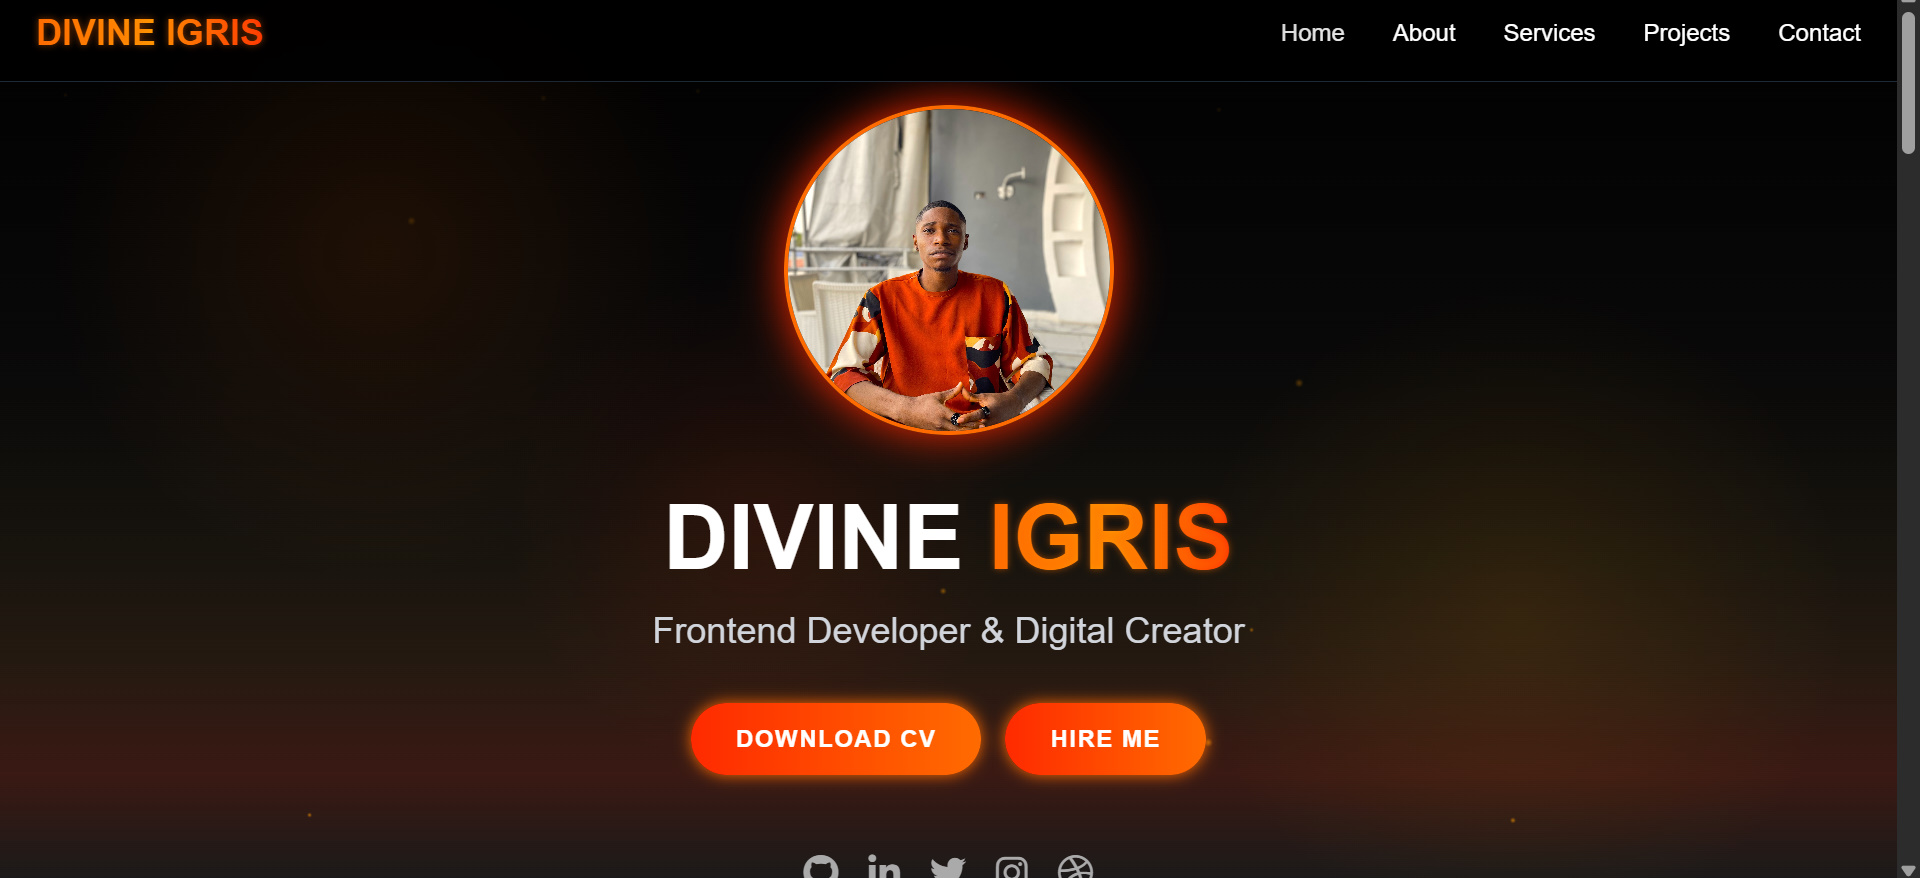 DIVINE IGRIS
Home About Services Projects Contact
DIVINE IGRIS
Frontend Developer & Digital Creator
DOWNLOAD CV
HIRE ME